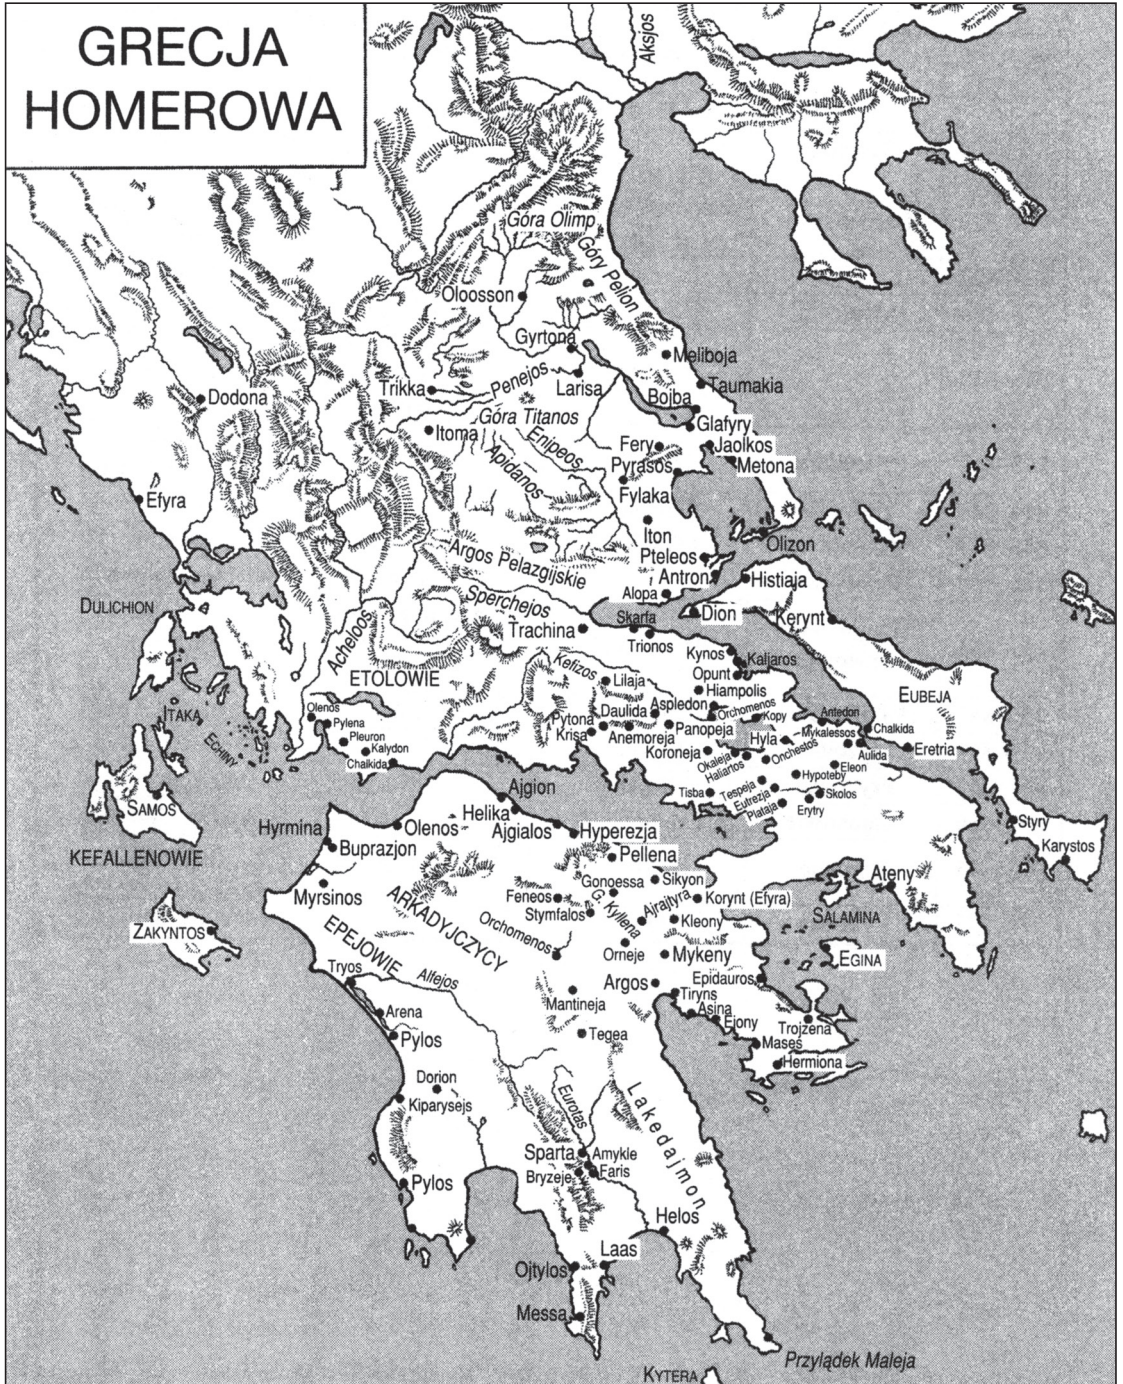 GRECJA
HOMEROWA
Aksjos
Góra Olimp
Góry Pelion
Oloosson
Gyrtona
Meliboja
Trikka
Penejos
Larisa
Taumakia
Dodona
Bojba
Góra Titanos
Glafyry
Itoma
Enipeos
Fery
Jaolkos
Apidanos
Pyrasos
Metona
Efyra
Fylaka
Iton
Olizon
Argos Pelazgijskie
Pteleos
Antron
Histiaja
DULICHION
Alopa
Sperchejos
Dion
Kerynt
Acheloos
Skarfa
Trachina
Trionos
Kynos
Kaljaros
ETOLOWIE
Kefizos
Lilaja
Opunt
Hiampolis
EUBEJA
Olenos
ITAKA
Daulida
Aspledon
Orchomenos
Kopy
Antedon
Pylena
Pytona
Krisa
Anemoreja
Panopeja
Mykalessos
Chalkida
Pleuron
ECHINY
Koroneja
Hyla
Kalydon
Okaleja
Onchestos
Aulida
Eretria
Chalkida
Haliartos
Eleon
Hypoteby
Ajgion
Tisba
Tespeja
Eutrezja
Skolos
SAMOS
Helika
Plataja
Erytry
Hyrmina
Olenos
Ajgialos
Hyperezja
Styry
KEFALLENOWIE
Buprazjon
Pellena
Karystos
Myrsinos
Gonoessa
Sikyon
Ateny
ARKADYJCZYCY
Feneos
G. Kyllena
Ajrajtyra
Korynt (Efyra)
Stymfalos
Kleony
SALAMINA
ZAKYNTOS
EPEJOWIE
Orchomenos
Orneje
Mykeny
EGINA
Tryos
Alfejos
Argos
Epidauros
Mantineja
Tiryns
Arena
Asina
Ejony
Trojzena
Pylos
Tegea
Mases
Hermiona
Dorion
Kiparysejs
Eurotas
Lakedajmon
Sparta
Amykle
Bryzeje
Faris
Pylos
Helos
Laas
Ojtylos
Messa
Przylądek Maleja
KYTERA